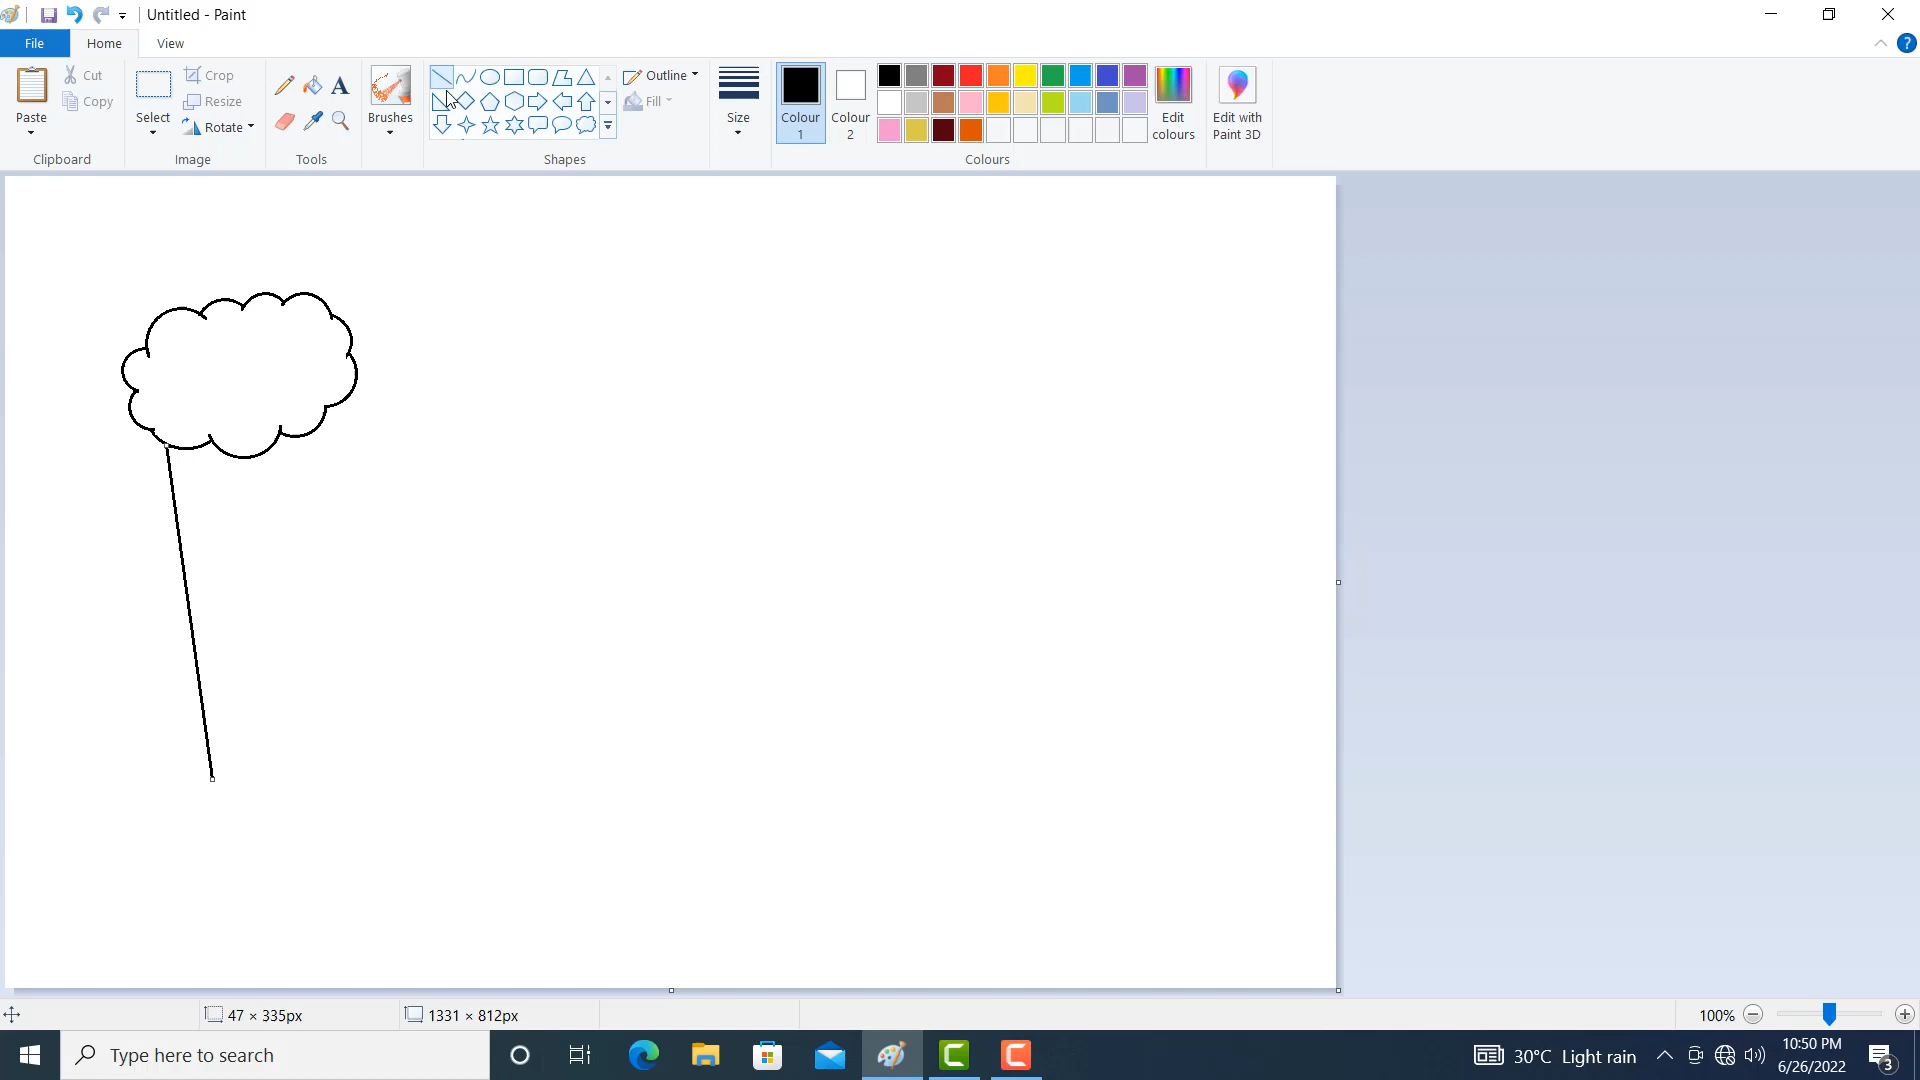 Untitled - Paint
File Home View
Paste Cut Copy
Clipboard
Select Crop Resize Rotate
Image
A
Tools
Brushes
Outline Fill
Shapes
Size
Colour 1 Colour 2
Edit colours
Colours
Edit with Paint 3D
?
47 × 335px
1331 × 812px
100%
Type here to search
30°C Light rain
10:50 PM
6/26/2022
3